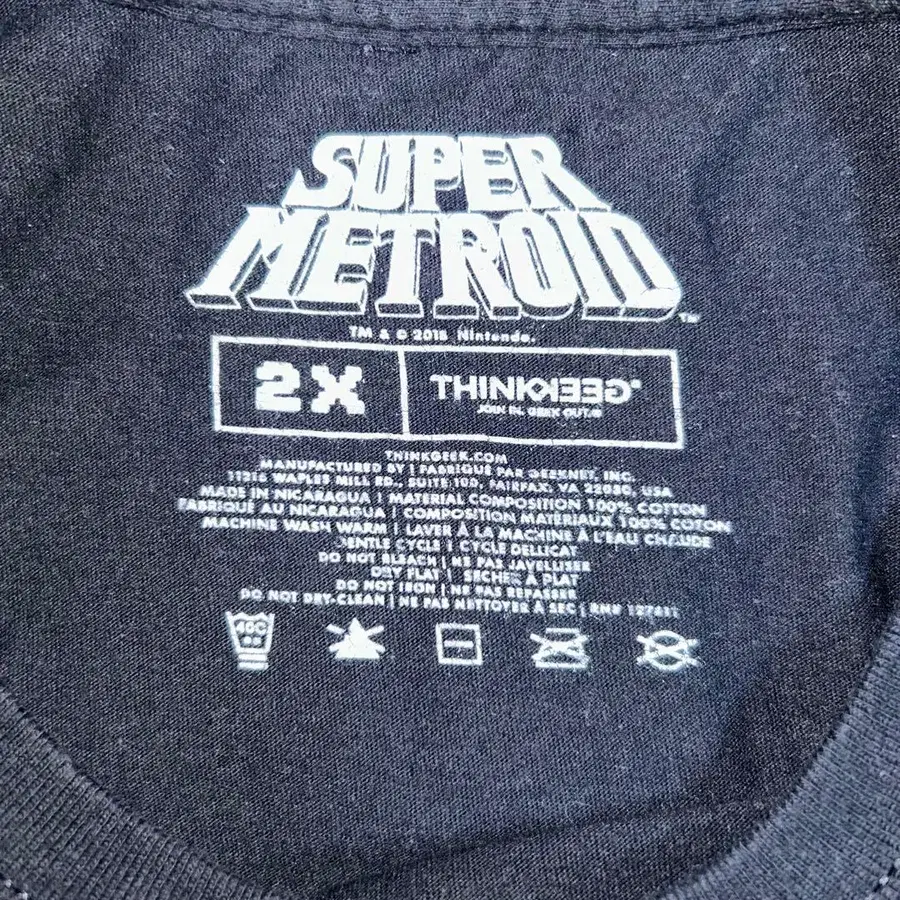 SUPER
METROID™
TM & © 2018 Nintendo.
2X
THINKGEEK®
JOIN IN. GEEK OUT.®
THINKGEEK.COM
MANUFACTURED BY | FABRIQUÉ PAR GEEKNET, INC.
11216 WAPLES MILL RD., SUITE 100, FAIRFAX, VA 22030, USA
MADE IN NICARAGUA | MATERIAL COMPOSITION 100% COTTON
FABRIQUÉ AU NICARAGUA | COMPOSITION MATÉRIAUX 100% COTON
MACHINE WASH WARM | LAVER À LA MACHINE À L'EAU CHAUDE
GENTLE CYCLE | CYCLE DELLICAT
DO NOT BLEACH | NE PAS JAVELLISER
DRY FLAT | SÉCHER À PLAT
DO NOT IRON | NE PAS REPASSER
DO NOT DRY-CLEAN | NE PAS NETTOYER À SEC | RN#
40C